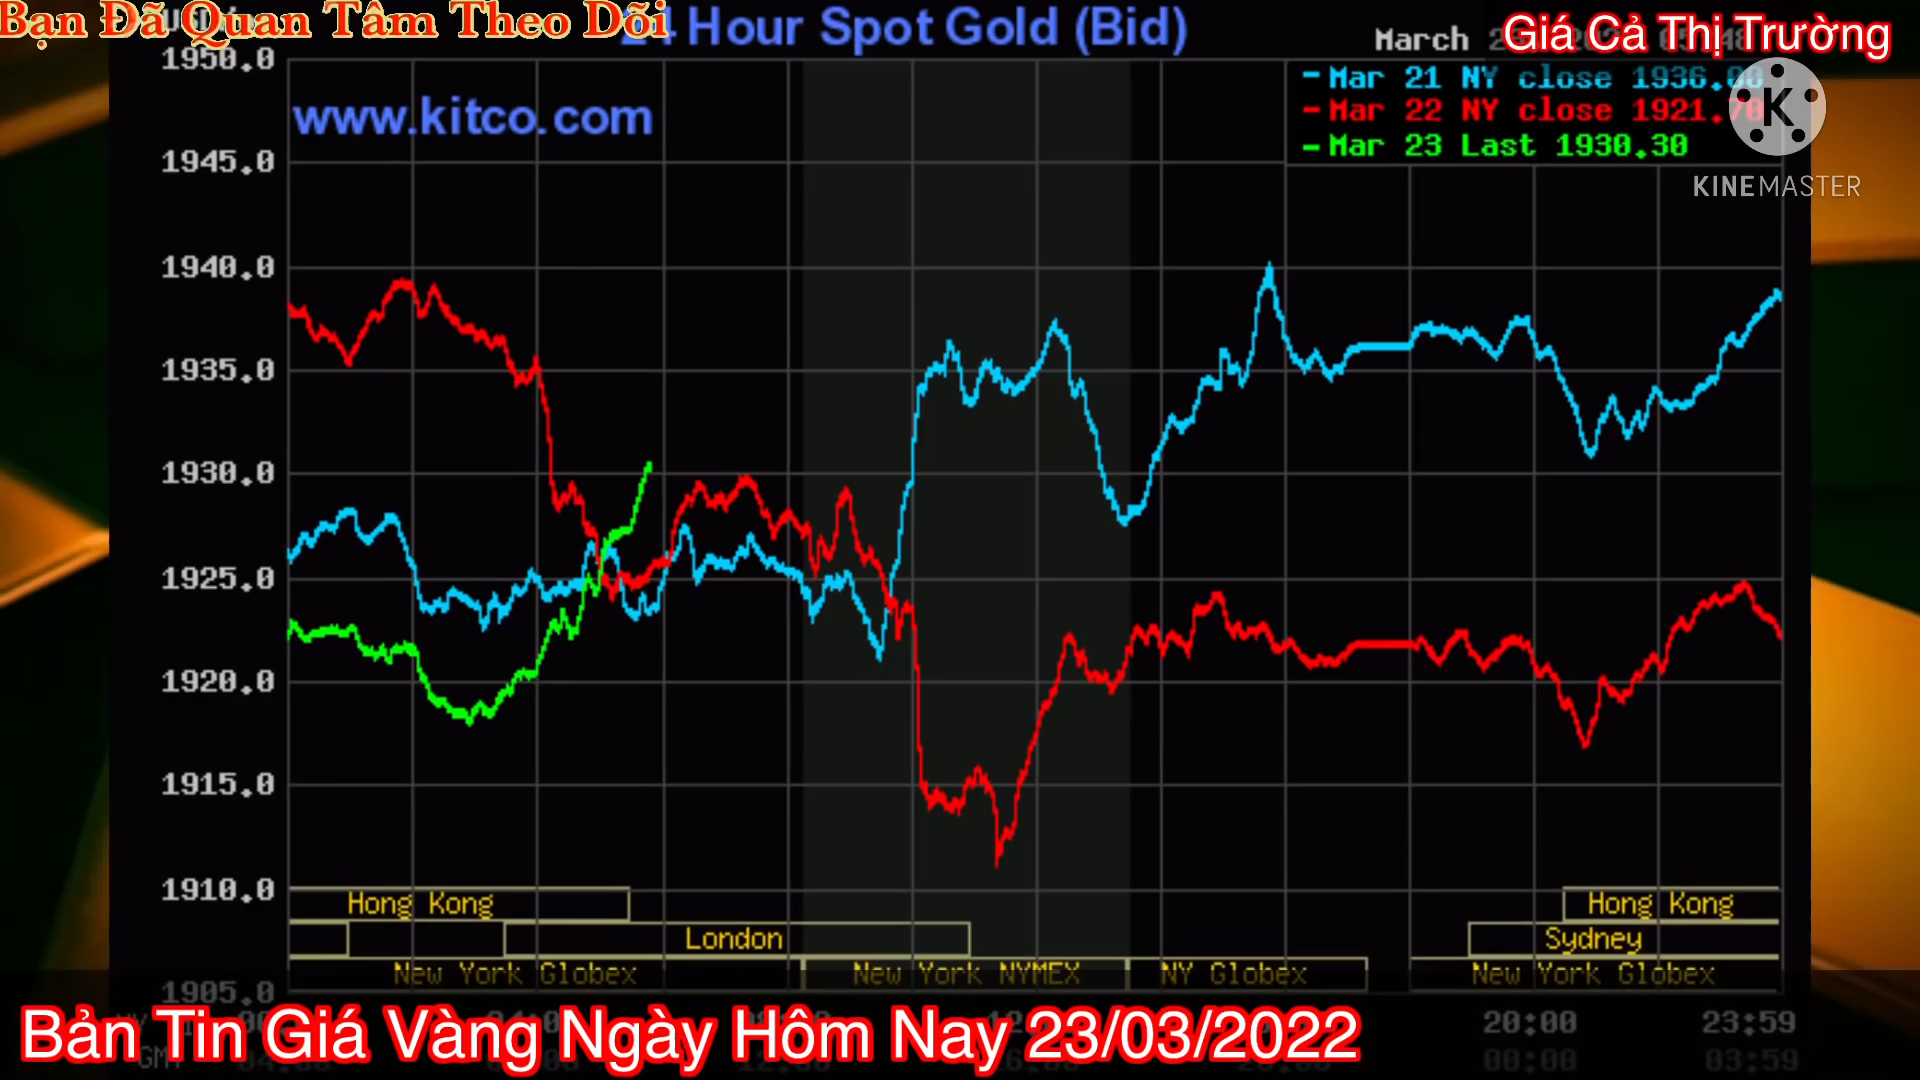 Bạn Đã Quan Tâm Theo Dõi
Hour Spot Gold (Bid)
March
Giá Cả Thị Trường
www.kitco.com
Mar 21 NY close 1936.00
Mar 22 NY close 1921.70
Mar 23 Last 1930.30
K
KINEMASTER
1950.0
1945.0
1940.0
1935.0
1930.0
1925.0
1920.0
1915.0
1910.0
1905.0
Hong Kong
Hong Kong
London
Sydney
New York Globex
New York NYMEX
NY Globex
New York Globex
20:00
23:59
00:00
03:59
Bản Tin Giá Vàng Ngày Hôm Nay 23/03/2022